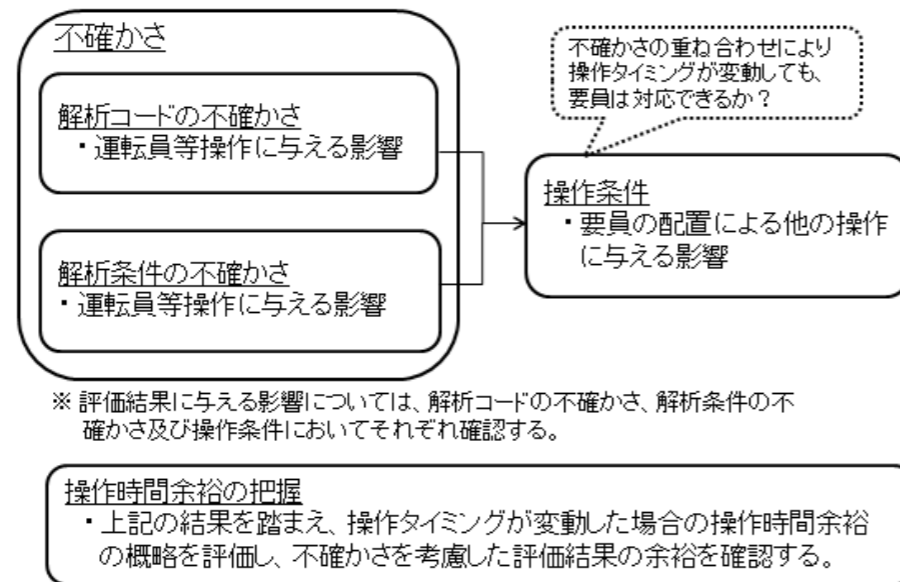 不確かさ
不確かさの重ね合わせにより
操作タイミングが変動しても、
要員は対応できるか？
解析コードの不確かさ
・運転員等操作に与える影響
操作条件
・要員の配置による他の操作
に与える影響
解析条件の不確かさ
・運転員等操作に与える影響
※ 評価結果に与える影響については、解析コードの不確かさ、解析条件の不
確かさ及び操作条件においてそれぞれ確認する。
操作時間余裕の把握
・上記の結果を踏まえ、操作タイミングが変動した場合の操作時間余裕
の概略を評価し、不確かさを考慮した評価結果の余裕を確認する。